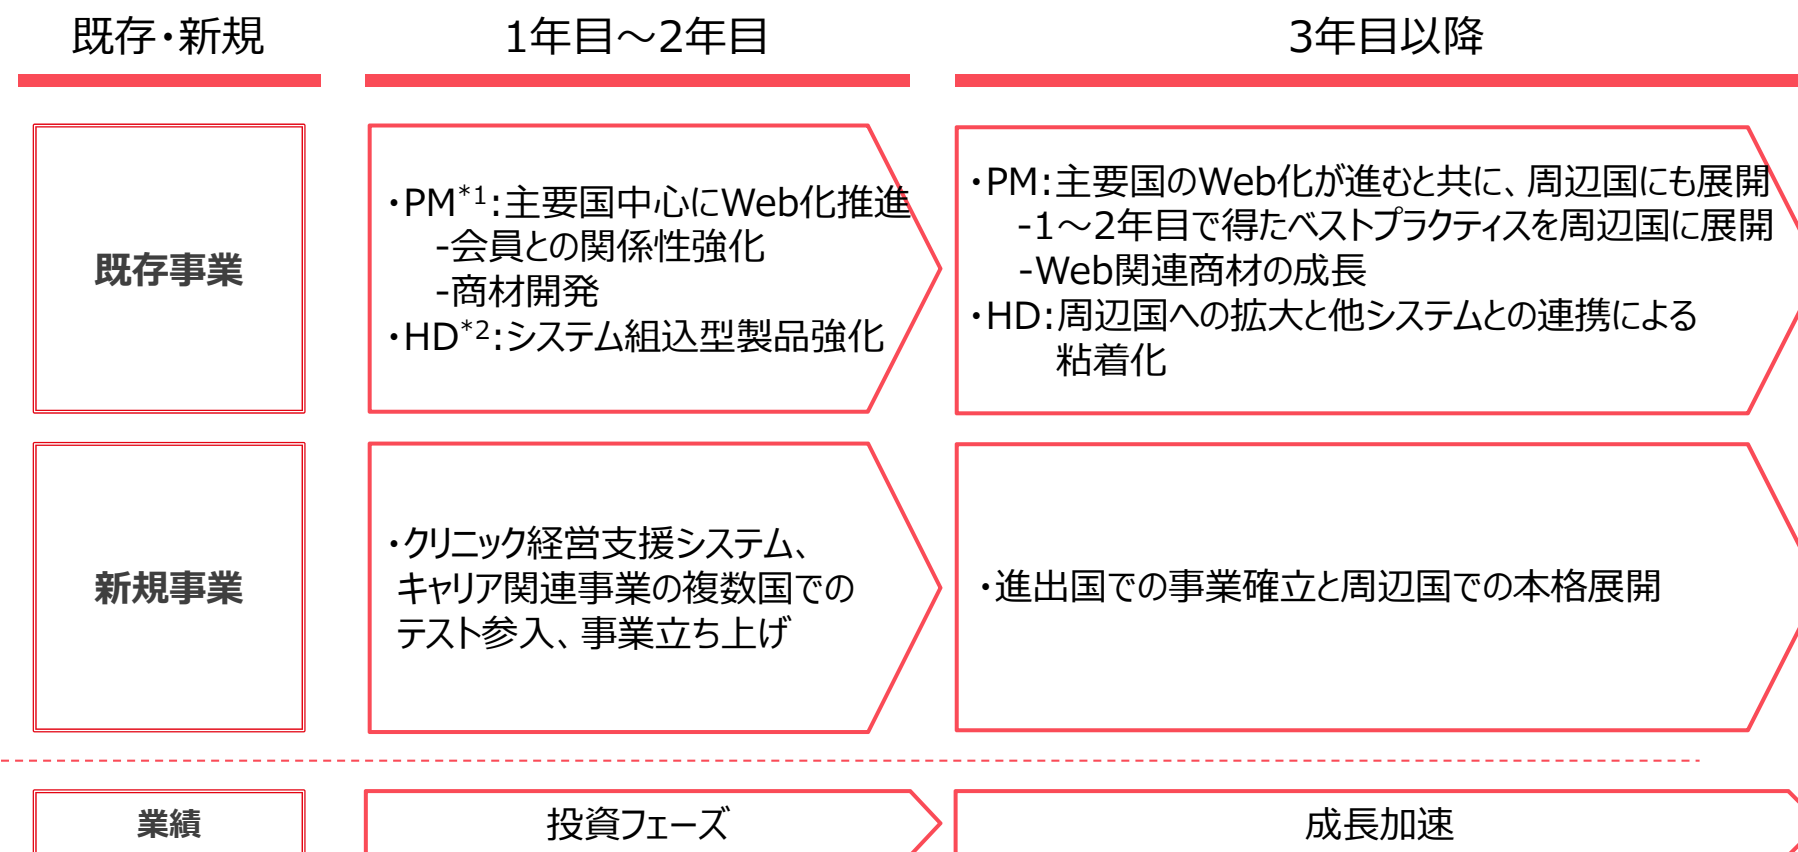 既存・新規
1年目～2年目
3年目以降
既存事業
・PM*1:主要国中心にWeb化推進
-会員との関係性強化
-商材開発
・HD*2:システム組込型製品強化
・PM:主要国のWeb化が進むと共に、周辺国にも展開
-1～2年目で得たベストプラクティスを周辺国に展開
-Web関連商材の成長
・HD:周辺国への拡大と他システムとの連携による
粘着化
新規事業
・クリニック経営支援システム、
キャリア関連事業の複数国での
テスト参入、事業立ち上げ
・進出国での事業確立と周辺国での本格展開
業績
投資フェーズ
成長加速